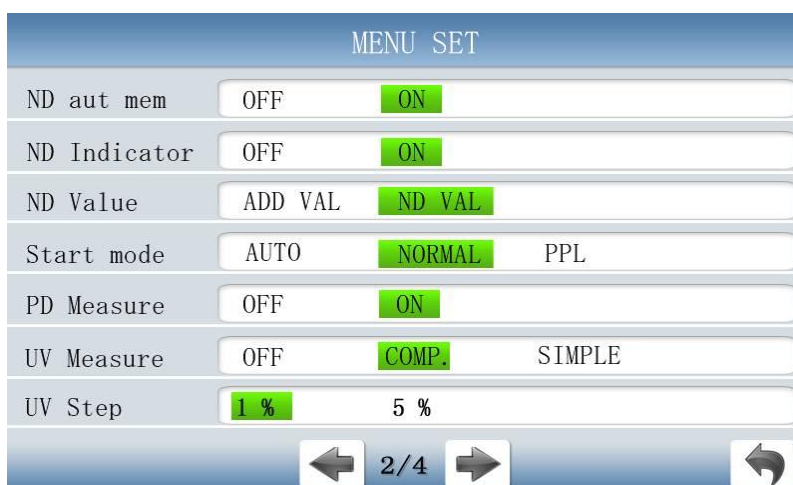 MENU SET
ND aut mem OFF ON
ND Indicator OFF ON
ND Value ADD VAL ND VAL
Start mode AUTO NORMAL PPL
PD Measure OFF ON
UV Measure OFF COMP. SIMPLE
UV Step 1 % 5 %
2/4